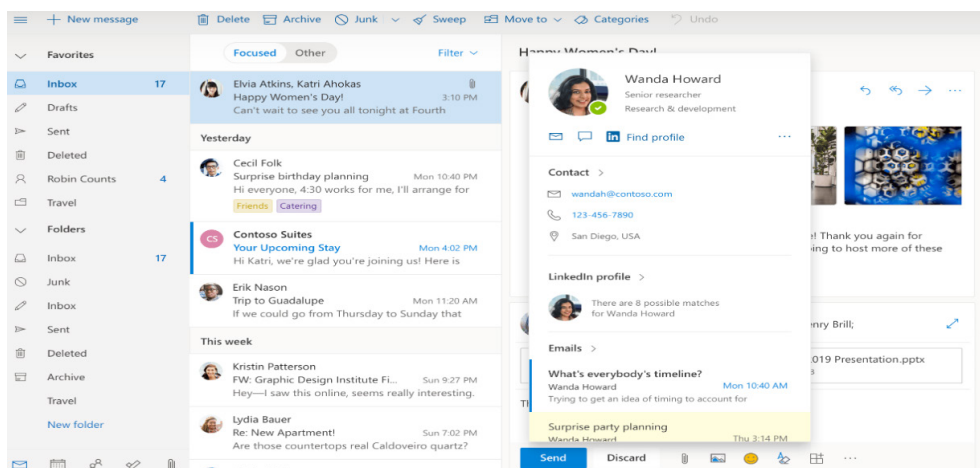 New message
Delete
Archive
Junk
Sweep
Move to
Categories
Undo
Favorites
Inbox 17
Drafts
Sent
Deleted
Robin Counts 4
Travel
Folders
Inbox 17
Junk
Inbox
Sent
Deleted
Archive
Travel
New folder
Focused Other Filter
Elvia Atkins, Katri Ahokas
Happy Women's Day! 3:10 PM
Can't wait to see you all tonight at Fourth
Yesterday
Cecil Folk
Surprise birthday planning Mon 10:40 PM
Hi everyone, 4:30 works for me, I'll arrange for
Friends Catering
CS
Contoso Suites
Your Upcoming Stay Mon 4:02 PM
Hi Katri, we're glad you're joining us! Here is
Erik Nason
Trip to Guadalupe Mon 11:20 AM
If we could go from Thursday to Sunday that
This week
Kristin Patterson
FW: Graphic Design Institute Fi... Sun 9:27 PM
Hey—I saw this online, seems really interesting.
Lydia Bauer
Re: New Apartment! Sun 7:02 PM
Are those countertops real Caldoveiro quartz?
Happy Women's Day!
Wanda Howard
Senior researcher
Research & development
in Find profile
Contact >
wandah@contoso.com
123-456-7890
San Diego, USA
LinkedIn profile >
There are 8 possible matches
for Wanda Howard
Emails >
What's everybody's timeline?
Wanda Howard Mon 10:40 AM
Trying to get an idea of timing to account for
Surprise party planning
Wanda Howard Thu 3:14 PM
! Thank you again for
to host more of these
Brill;
Presentation.pptx
Send Discard